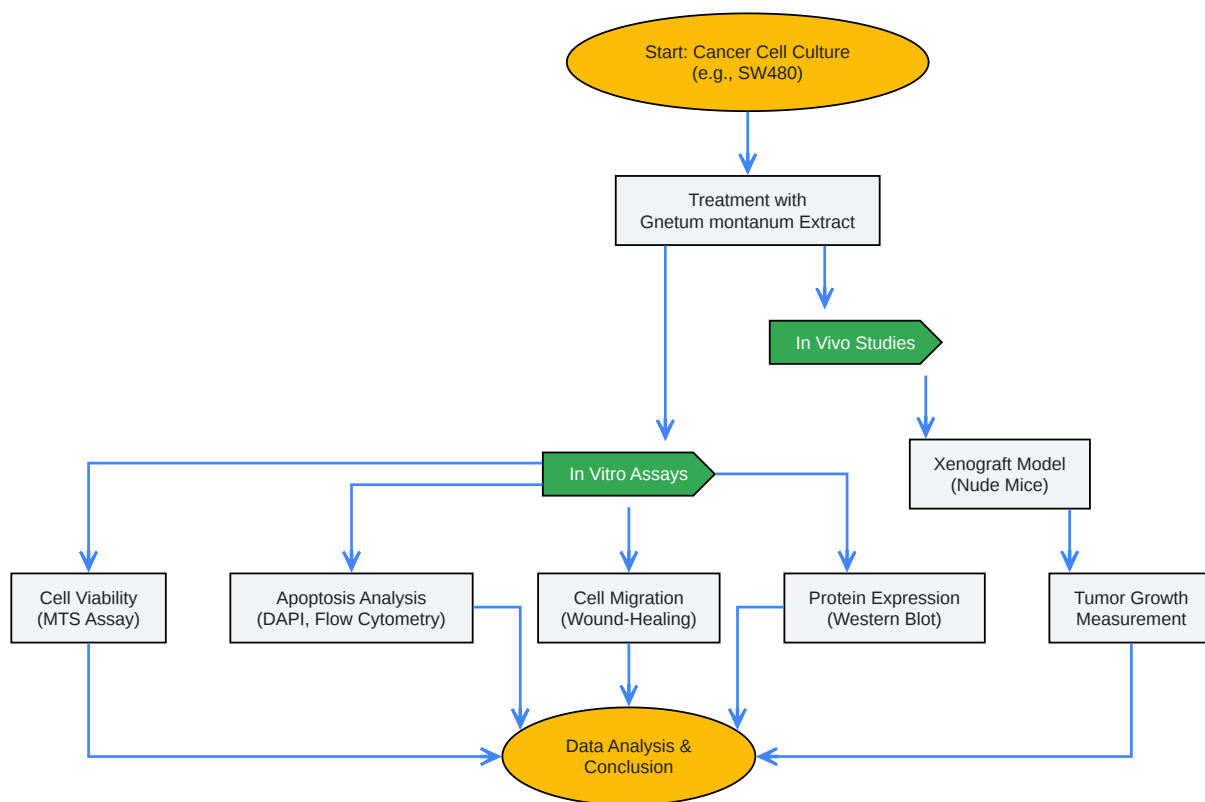 Start: Cancer Cell Culture
(e.g., SW480)
Treatment with
Gnetum montanum Extract
In Vivo Studies
In Vitro Assays
Xenograft Model
(Nude Mice)
Cell Viability
(MTS Assay)
Apoptosis Analysis
(DAPI, Flow Cytometry)
Cell Migration
(Wound-Healing)
Protein Expression
(Western Blot)
Tumor Growth
Measurement
Data Analysis &
Conclusion